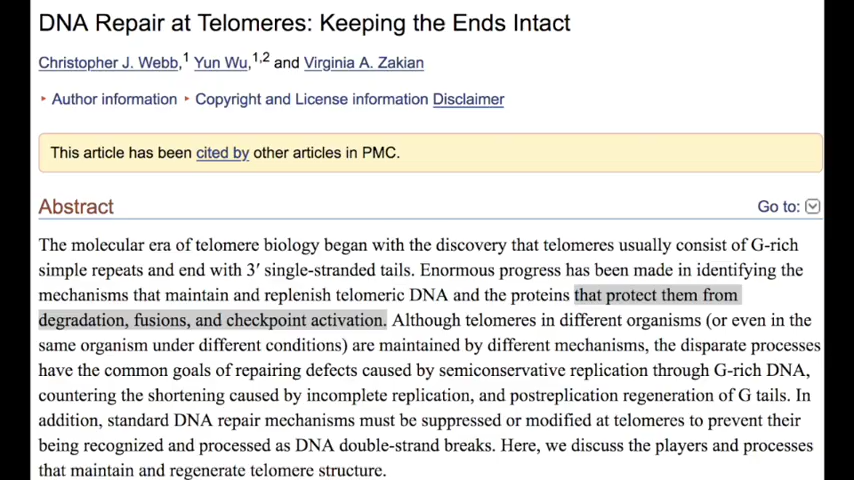 DNA Repair at Telomeres: Keeping the Ends Intact
Christopher J. Webb,1 Yun Wu,1,2 and Virginia A. Zakian
▸ Author information ▸ Copyright and License information Disclaimer
This article has been cited by other articles in PMC.
Abstract Go to:
The molecular era of telomere biology began with the discovery that telomeres usually consist of G-rich
simple repeats and end with 3′ single-stranded tails. Enormous progress has been made in identifying the
mechanisms that maintain and replenish telomeric DNA and the proteins that protect them from
degradation, fusions, and checkpoint activation. Although telomeres in different organisms (or even in the
same organism under different conditions) are maintained by different mechanisms, the disparate processes
have the common goals of repairing defects caused by semiconservative replication through G-rich DNA,
countering the shortening caused by incomplete replication, and postreplication regeneration of G tails. In
addition, standard DNA repair mechanisms must be suppressed or modified at telomeres to prevent their
being recognized and processed as DNA double-strand breaks. Here, we discuss the players and processes
that maintain and regenerate telomere structure.